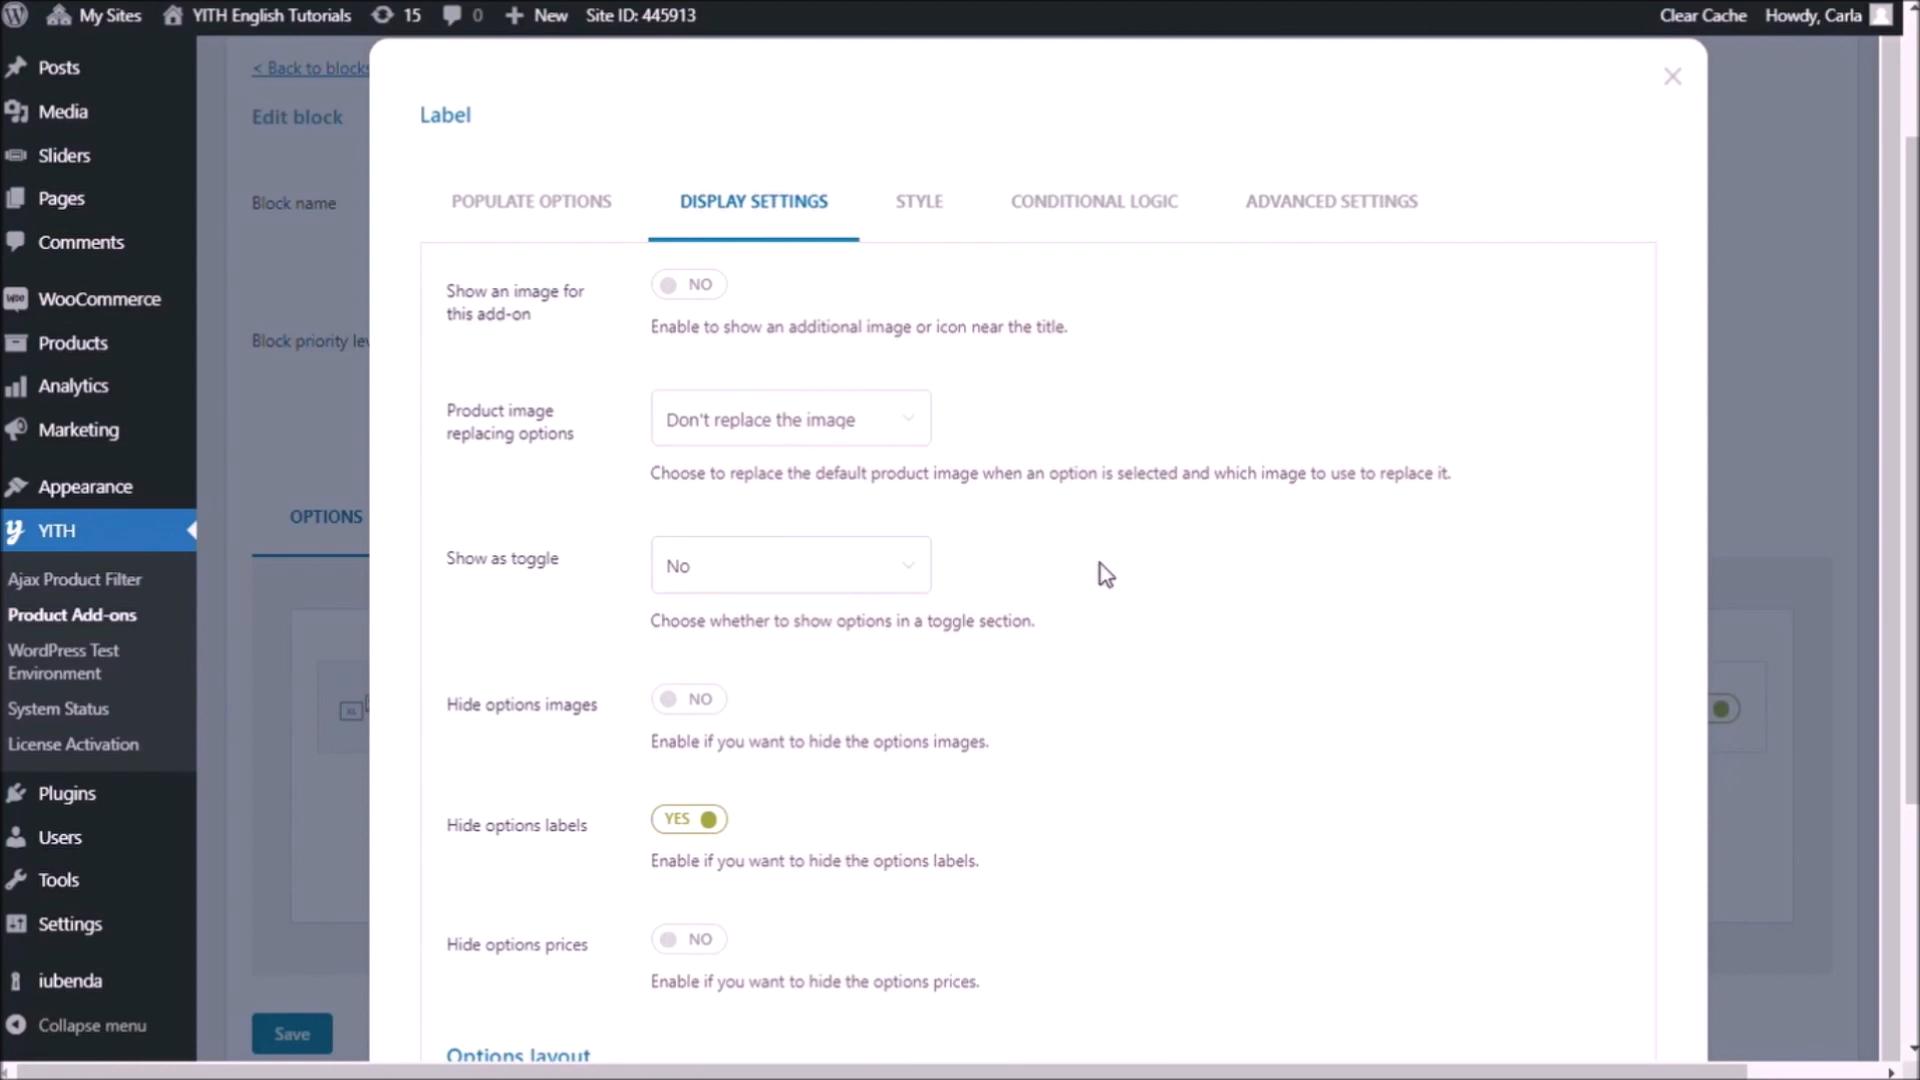 My Sites
YITH English Tutorials
15
0
New
Site ID: 445913
Clear Cache
Howdy, Carla
Posts
Media
Sliders
Pages
Comments
WooCommerce
Products
Analytics
Marketing
Appearance
YITH
Ajax Product Filter
Product Add-ons
WordPress Test
Environment
System Status
License Activation
Plugins
Users
Tools
Settings
iubenda
Collapse menu
< Back to blocks
Edit block
Block name
Block priority lev
OPTIONS
XL
Save
Label
POPULATE OPTIONS
DISPLAY SETTINGS
STYLE
CONDITIONAL LOGIC
ADVANCED SETTINGS
Show an image for
this add-on
NO
Enable to show an additional image or icon near the title.
Product image
replacing options
Don't replace the image
Choose to replace the default product image when an option is selected and which image to use to replace it.
Show as toggle
No
Choose whether to show options in a toggle section.
Hide options images
NO
Enable if you want to hide the options images.
Hide options labels
YES
Enable if you want to hide the options labels.
Hide options prices
NO
Enable if you want to hide the options prices.
Options layout